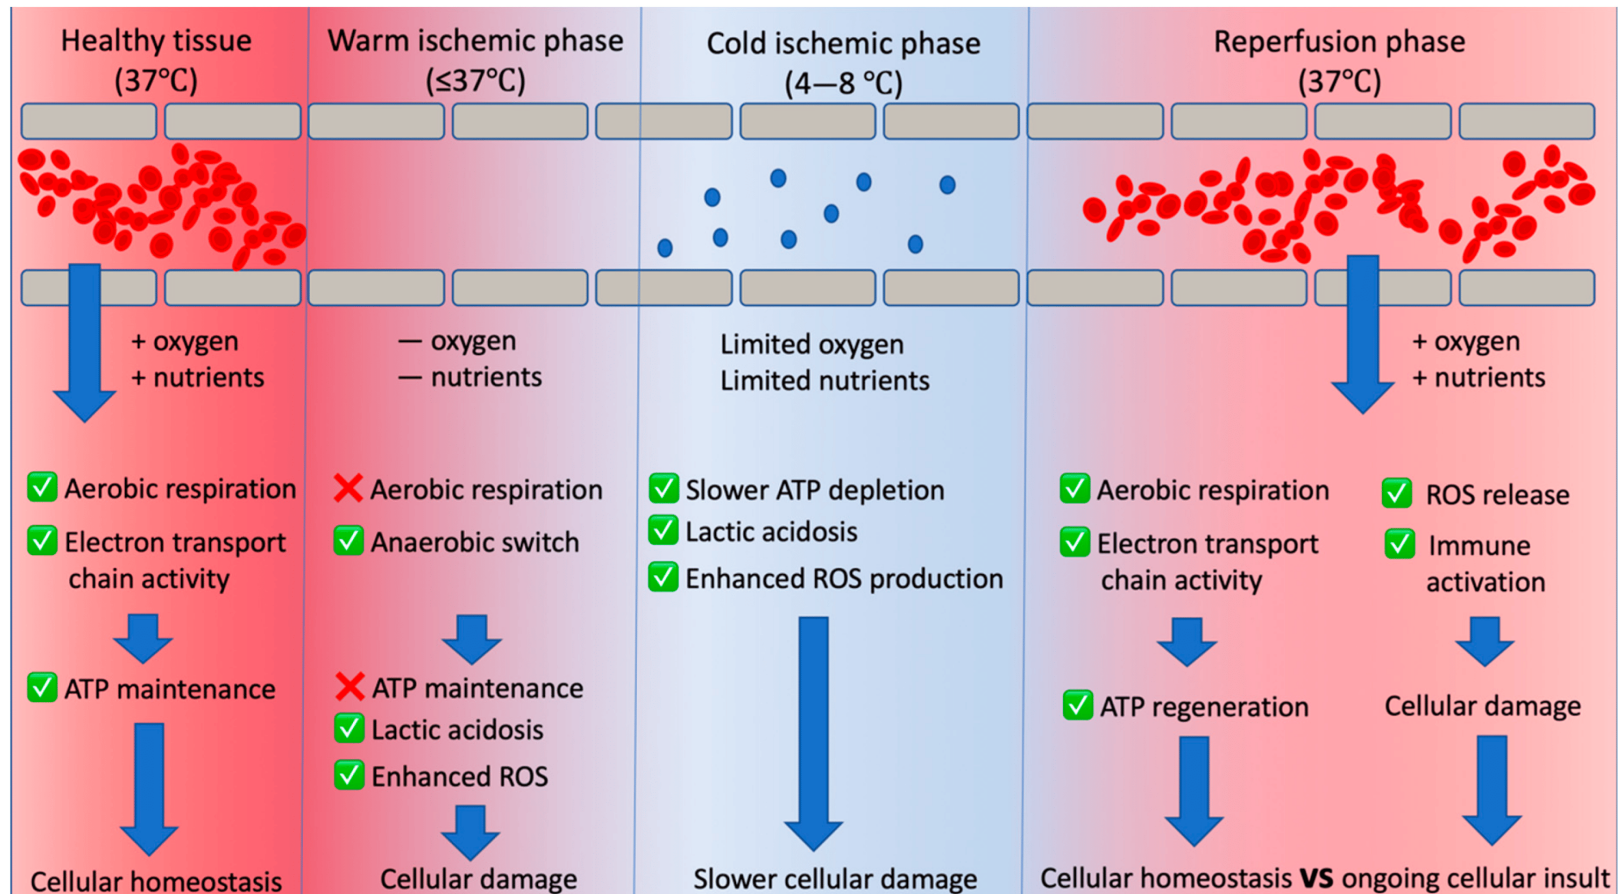 Healthy tissue
(37℃)
+ oxygen
+ nutrients
Aerobic respiration
Electron transport
chain activity
ATP maintenance
Cellular homeostasis
Warm ischemic phase
(≤37℃)
— oxygen
— nutrients
Aerobic respiration
Anaerobic switch
ATP maintenance
Lactic acidosis
Enhanced ROS
Cellular damage
Cold ischemic phase
(4—8 ℃)
Limited oxygen
Limited nutrients
Slower ATP depletion
Lactic acidosis
Enhanced ROS production
Slower cellular damage
Reperfusion phase
(37℃)
+ oxygen
+ nutrients
Aerobic respiration
Electron transport
chain activity
ATP regeneration
ROS release
Immune
activation
Cellular damage
Cellular homeostasis VS ongoing cellular insult